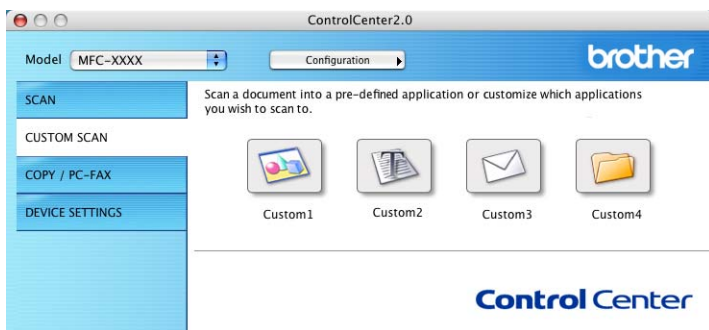 ControlCenter2.0
Model MFC-XXXX Configuration brother
SCAN
CUSTOM SCAN
COPY / PC-FAX
DEVICE SETTINGS
Scan a document into a pre-defined application or customize which applications
you wish to scan to.
Custom1 Custom2 Custom3 Custom4
Control Center